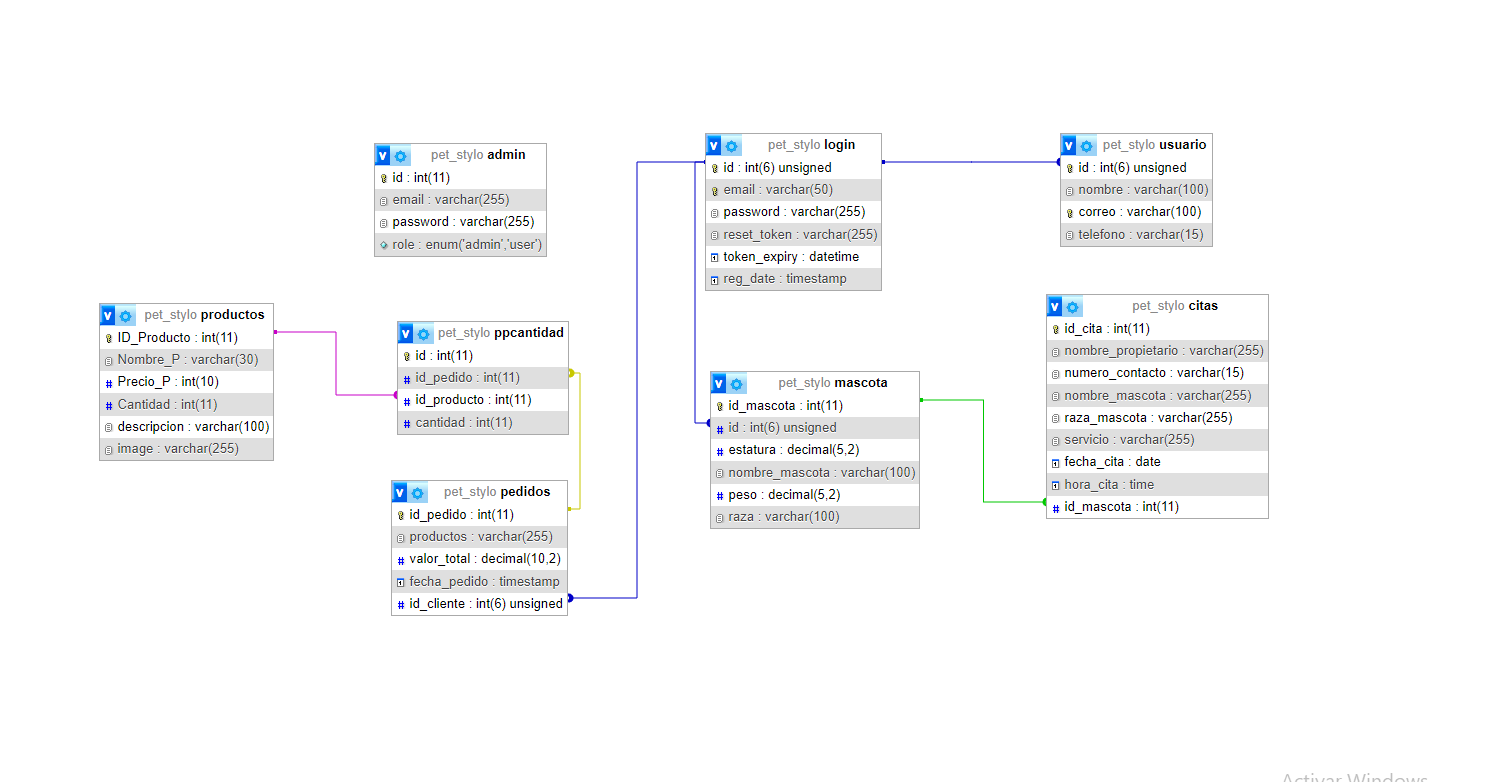 pet_stylo admin
id : int(11)
email : varchar(255)
password : varchar(255)
role : enum('admin','user')
pet_stylo login
id : int(6) unsigned
email : varchar(50)
password : varchar(255)
reset_token : varchar(255)
token_expiry : datetime
reg_date : timestamp
pet_stylo usuario
id : int(6) unsigned
nombre : varchar(100)
correo : varchar(100)
telefono : varchar(15)
pet_stylo productos
ID_Producto : int(11)
Nombre_P : varchar(30)
Precio_P : int(10)
Cantidad : int(11)
descripcion : varchar(100)
image : varchar(255)
pet_stylo ppcantidad
id : int(11)
id_pedido : int(11)
id_producto : int(11)
cantidad : int(11)
pet_stylo pedidos
id_pedido : int(11)
productos : varchar(255)
valor_total : decimal(10,2)
fecha_pedido : timestamp
id_cliente : int(6) unsigned
pet_stylo mascota
id_mascota : int(11)
id : int(6) unsigned
estatura : decimal(5,2)
nombre_mascota : varchar(100)
peso : decimal(5,2)
raza : varchar(100)
pet_stylo citas
id_cita : int(11)
nombre_propietario : varchar(255)
numero_contacto : varchar(15)
nombre_mascota : varchar(255)
raza_mascota : varchar(255)
servicio : varchar(255)
fecha_cita : date
hora_cita : time
id_mascota : int(11)
Activar Windows